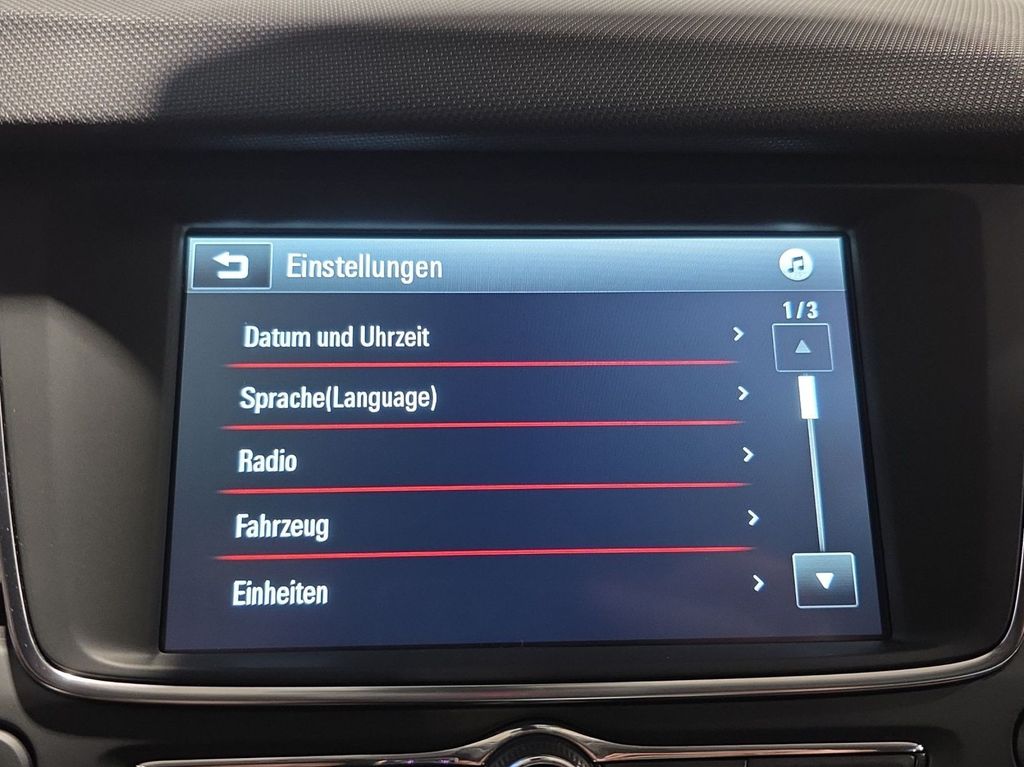 Einstellungen
1/3
Datum und Uhrzeit
Sprache(Language)
Radio
Fahrzeug
Einheiten